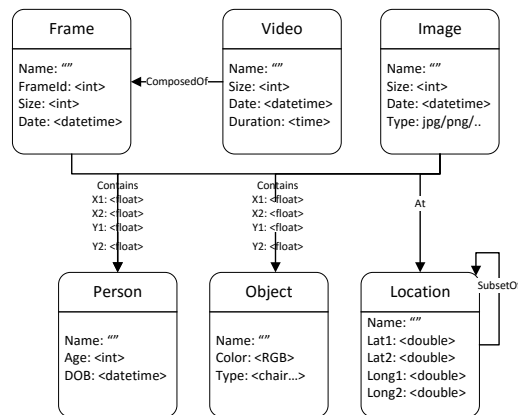 Frame
Name: “”
FrameId: <int>
Size: <int>
Date: <datetime>
ComposedOf
Video
Name: “”
Size: <int>
Date: <datetime>
Duration: <time>
Image
Name: “”
Size: <int>
Date: <datetime>
Type: jpg/png/..
Contains
X1: <float>
X2: <float>
Y1: <float>
Y2: <float>
Contains
X1: <float>
X2: <float>
Y1: <float>
Y2: <float>
At
Person
Name: “”
Age: <int>
DOB: <datetime>
Object
Name: “”
Color: <RGB>
Type: <chair...>
Location
Name: “”
Lat1: <double>
Lat2: <double>
Long1: <double>
Long2: <double>
SubsetOf